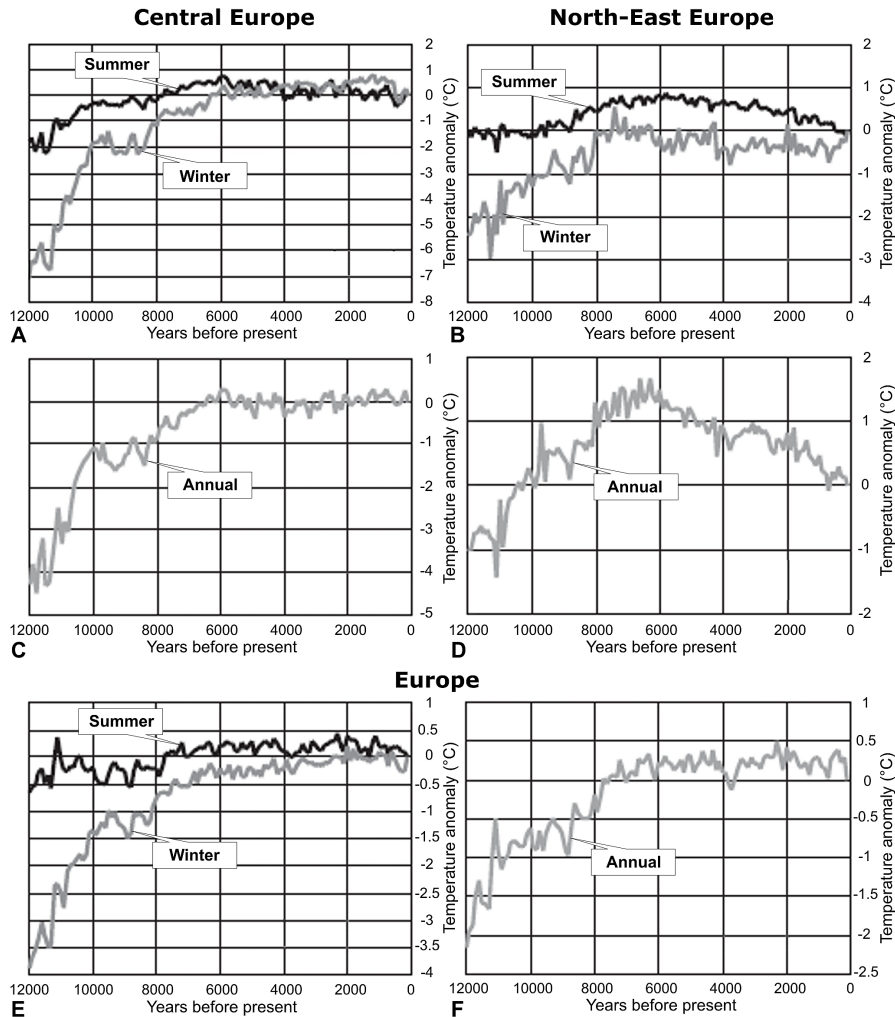 Central Europe
North-East Europe
Summer
Winter
2
1
0
-1
-2
-3
-4
-5
-6
-7
-8
Temperature anomaly (°C)
12000 10000 8000 6000 4000 2000 0
Years before present
A
Summer
Winter
2
1
0
-1
-2
-3
-4
Temperature anomaly (°C)
12000 10000 8000 6000 4000 2000 0
Years before present
B
Annual
1
0
-1
-2
-3
-4
-5
Temperature anomaly (°C)
12000 10000 8000 6000 4000 2000 0
Years before present
C
Annual
2
1
0
-1
-2
Temperature anomaly (°C)
12000 10000 8000 6000 4000 2000 0
Years before present
D
Europe
Summer
Winter
1
0.5
0
-0.5
-1
-1.5
-2
-2.5
-3
-3.5
-4
Temperature anomaly (°C)
12000 10000 8000 6000 4000 2000 0
Years before present
E
Annual
1
0.5
0
-0.5
-1
-1.5
-2
-2.5
Temperature anomaly (°C)
12000 10000 8000 6000 4000 2000 0
Years before present
F